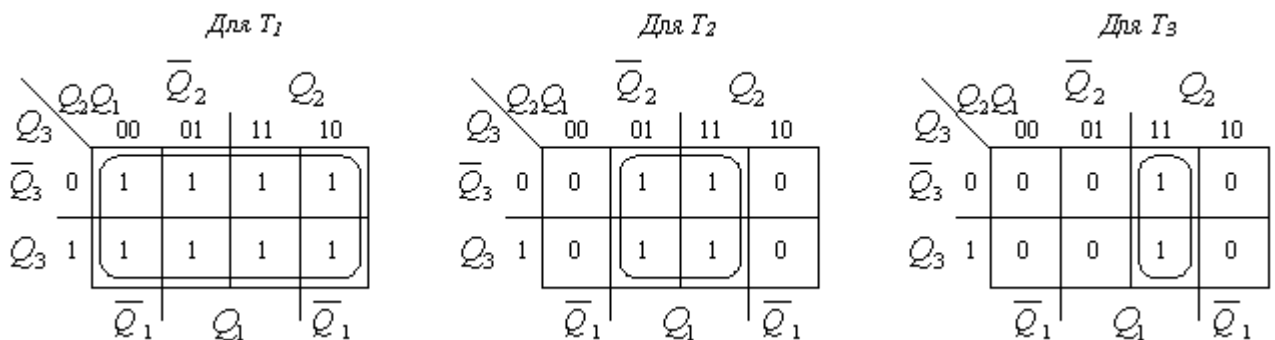 Для T₁
Для T₂
Для T₃
Q̅₂ Q₂
Q̅₂ Q₂
Q̅₂ Q₂
Q₂Q₁
Q₂Q₁
Q₂Q₁
Q₃ 00 01 11 10
Q₃ 00 01 11 10
Q₃ 00 01 11 10
Q̅₃ 0 1 1 1 1
Q̅₃ 0 0 1 1 0
Q̅₃ 0 0 0 1 0
Q₃ 1 1 1 1 1
Q₃ 1 0 1 1 0
Q₃ 1 0 0 1 0
Q̅₁ Q₁ Q̅₁
Q̅₁ Q₁ Q̅₁
Q̅₁ Q₁ Q̅₁